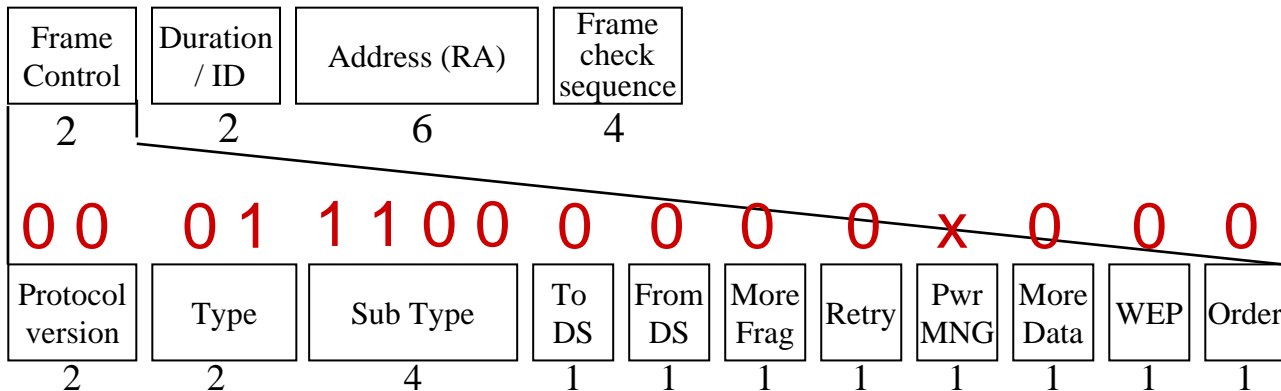 Frame Control Duration / ID Address (RA) Frame check sequence
2 2 6 4
0 0 0 1 1 1 0 0 0 0 0 0 x 0 0 0
Protocol version Type Sub Type To DS From DS More Frag Retry Pwr MNG More Data WEP Order
2 2 4 1 1 1 1 1 1 1 1